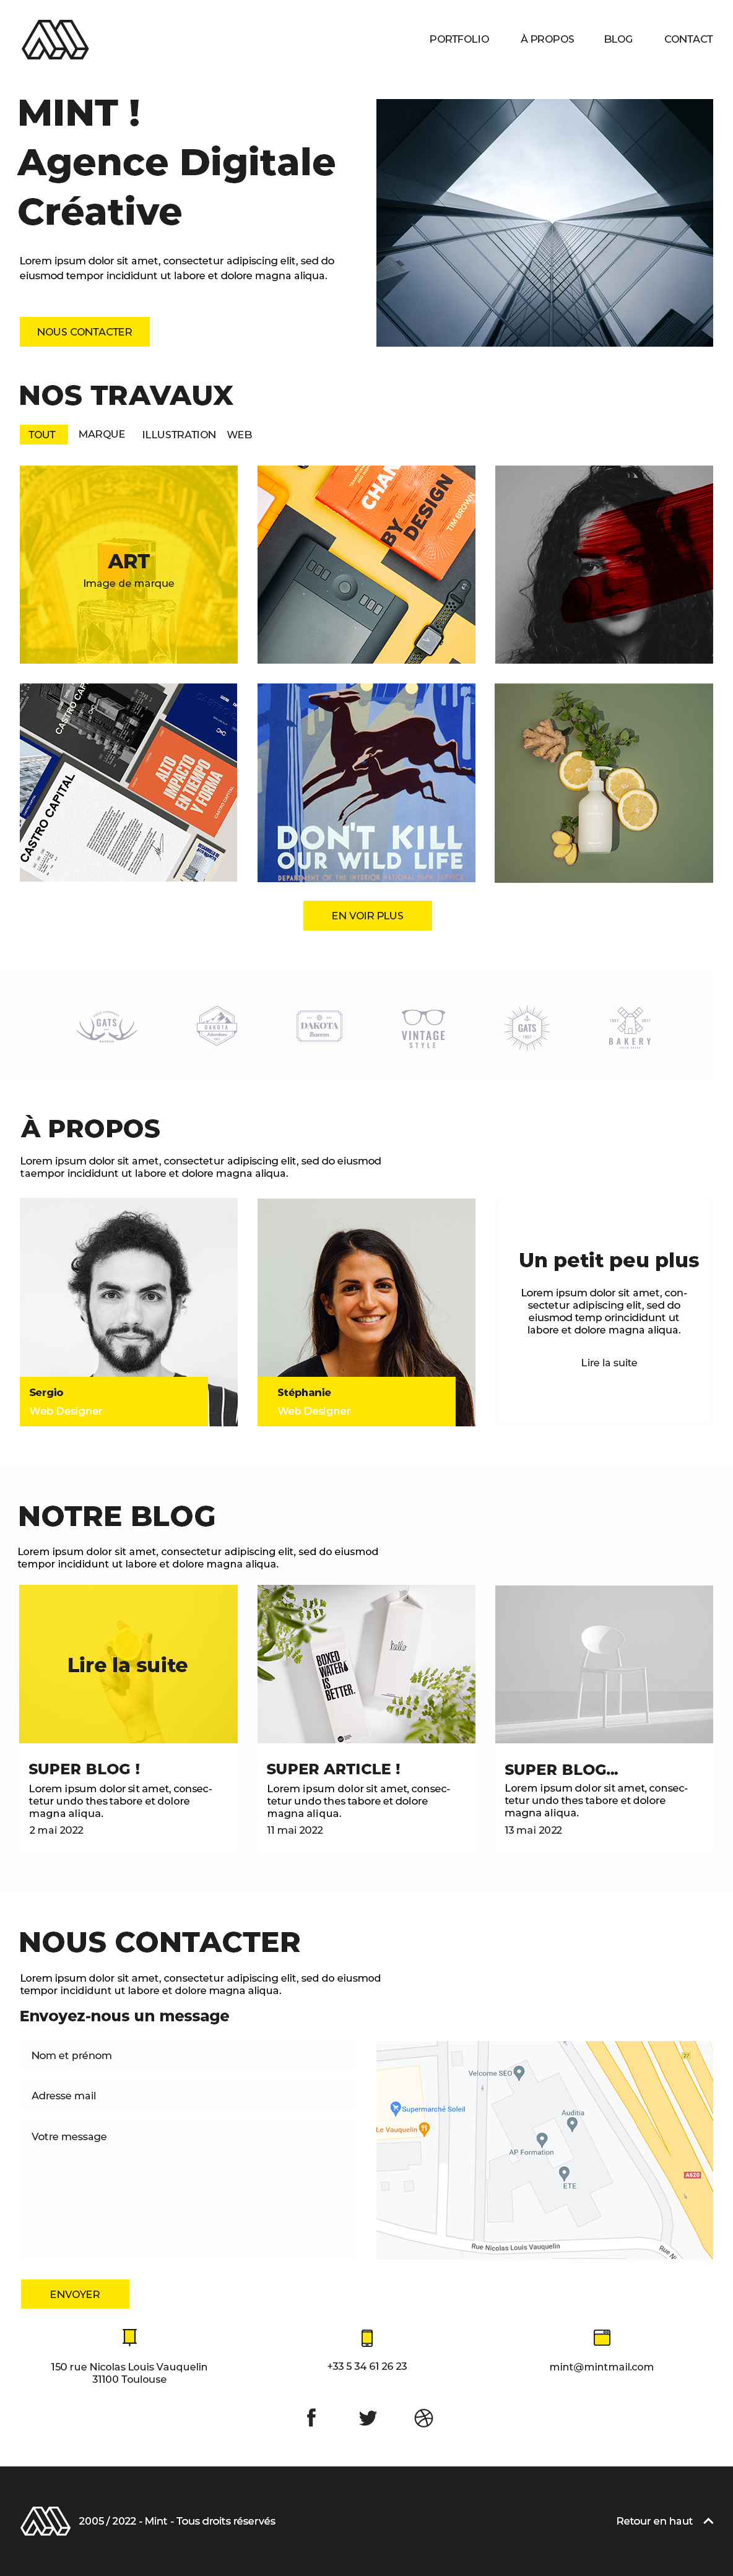 PORTFOLIO
À PROPOS
BLOG
CONTACT
MINT !
Agence Digitale
Créative
Lorem ipsum dolor sit amet, consectetur adipiscing elit, sed do
eiusmod tempor incididunt ut labore et dolore magna aliqua.
NOUS CONTACTER
NOS TRAVAUX
TOUT
MARQUE
ILLUSTRATION
WEB
ART
Image de marque
BY
DESIGN
TIM BROWN
CASTRO CAPITAL
ALTO
IMPACTO
EN TIEMPO
Y FORMA
CASTRO CAPITAL
DON'T KILL
OUR WILD LIFE
DEPARTMENT OF THE INTERIOR NATIONAL PARK SERVICE
EN VOIR PLUS
GATS
DAKOTA
Adventure
DAKOTA
VINTAGE
STYLE
GATS
BAKERY
À PROPOS
Lorem ipsum dolor sit amet, consectetur adipiscing elit, sed do eiusmod
taempor incididunt ut labore et dolore magna aliqua.
Sergio
Web Designer
Stéphanie
Web Designer
Un petit peu plus
Lorem ipsum dolor sit amet, con-
sectetur adipiscing elit, sed do
eiusmod temp orincididunt ut
labore et dolore magna aliqua.
Lire la suite
NOTRE BLOG
Lorem ipsum dolor sit amet, consectetur adipiscing elit, sed do eiusmod
tempor incididunt ut labore et dolore magna aliqua.
Lire la suite
BOXED
WATER
IS
BETTER.
SUPER BLOG !
Lorem ipsum dolor sit amet, consec-
tetur undo thes tabore et dolore
magna aliqua.
2 mai 2022
SUPER ARTICLE !
Lorem ipsum dolor sit amet, consec-
tetur undo thes tabore et dolore
magna aliqua.
11 mai 2022
SUPER BLOG...
Lorem ipsum dolor sit amet, consec-
tetur undo thes tabore et dolore
magna aliqua.
13 mai 2022
NOUS CONTACTER
Lorem ipsum dolor sit amet, consectetur adipiscing elit, sed do eiusmod
tempor incididunt ut labore et dolore magna aliqua.
Envoyez-nous un message
Nom et prénom
Adresse mail
Votre message
Velcome SEO
Supermarché Soleil
Auditia
Le Vauquelin
AP Formation
ETE
A620
Rue Nicolas Louis Vauquelin
ENVOYER
150 rue Nicolas Louis Vauquelin
31100 Toulouse
+33 5 34 61 26 23
mint@mintmail.com
2005 / 2022 - Mint - Tous droits réservés
Retour en haut